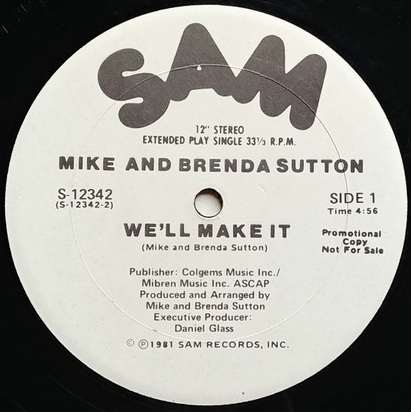 SAM
12" STEREO
EXTENDED PLAY SINGLE 33⅓ R.P.M.
MIKE AND BRENDA SUTTON
S-12342
(S-12342-2)
SIDE 1
Time 4:56
WE'LL MAKE IT
(Mike and Brenda Sutton)
Promotional
Copy
Not For Sale
Publisher: Colgems Music Inc./
Mibren Music Inc. ASCAP
Produced and Arranged by
Mike and Brenda Sutton
Executive Producer:
Daniel Glass
© ℗ 1981 SAM RECORDS, INC.